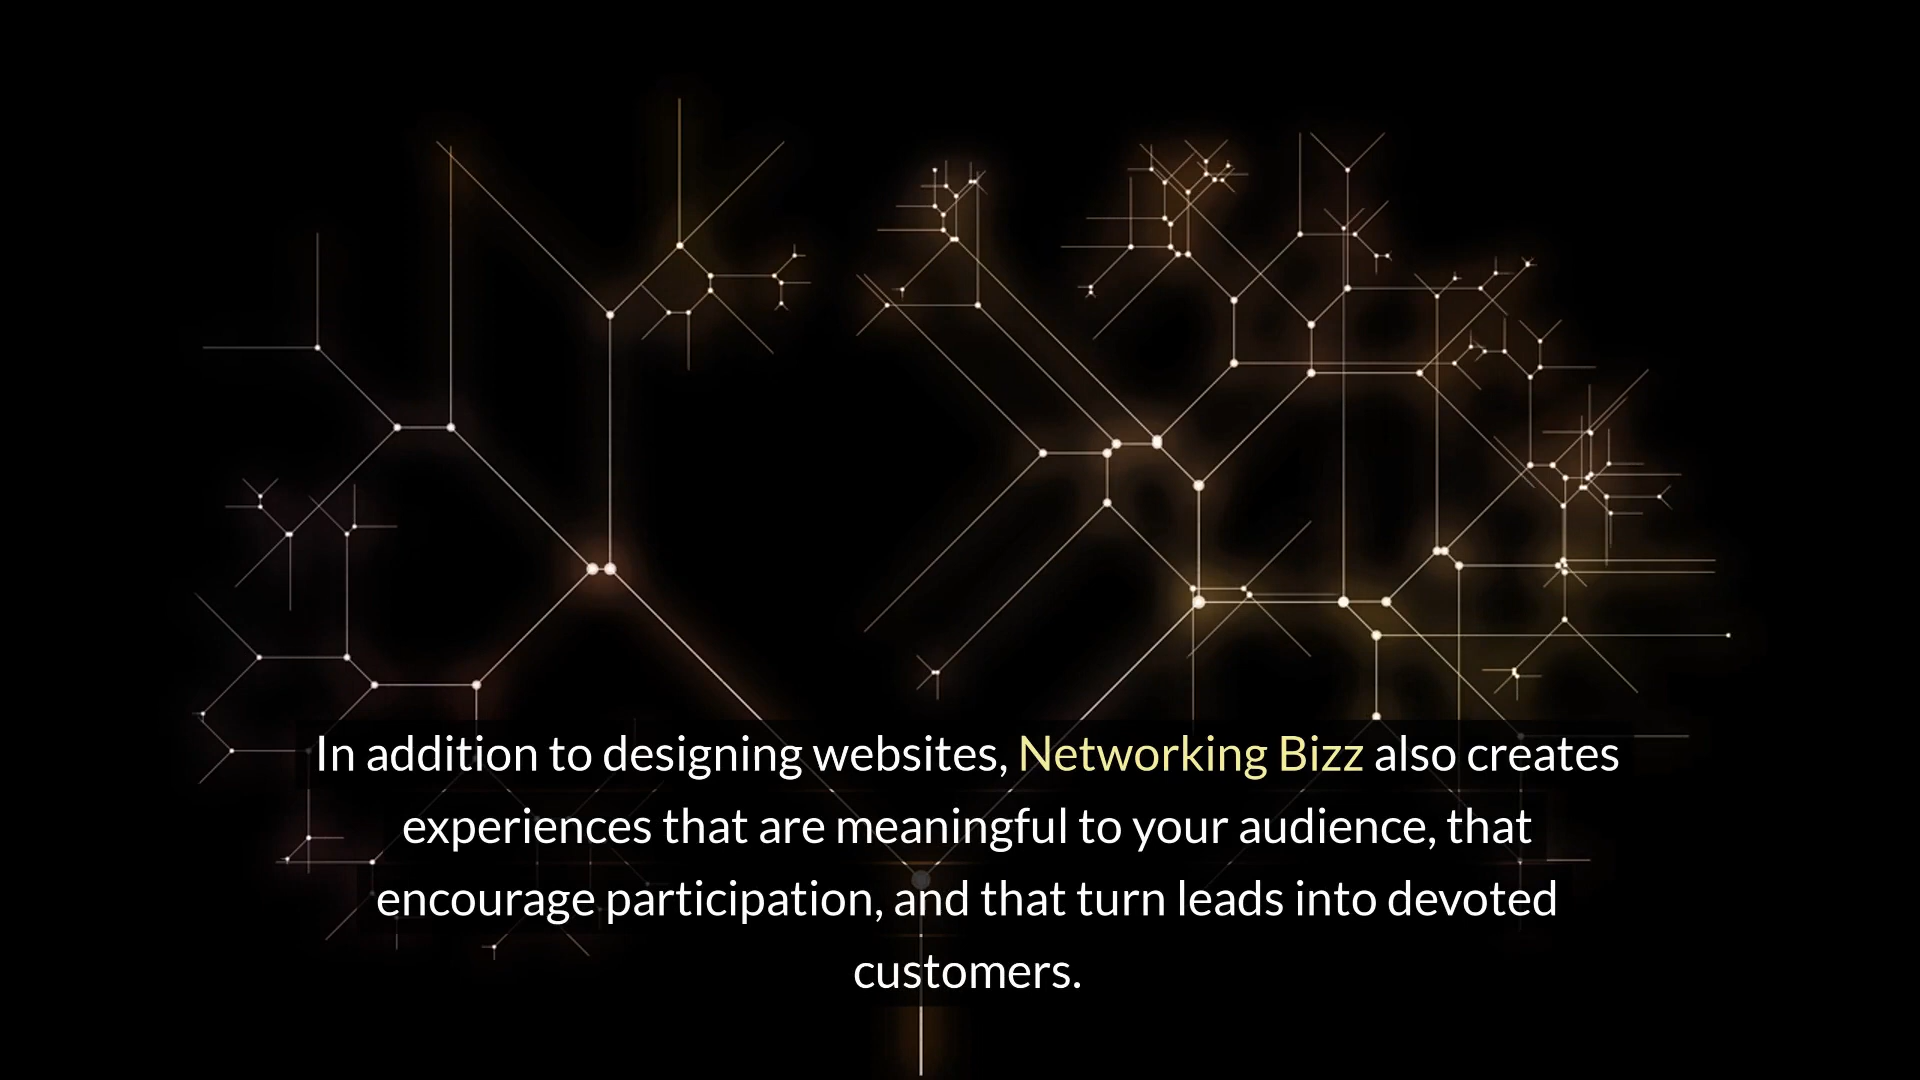 In addition to designing websites, Networking Bizz also creates
experiences that are meaningful to your audience, that
encourage participation, and that turn leads into devoted
customers.